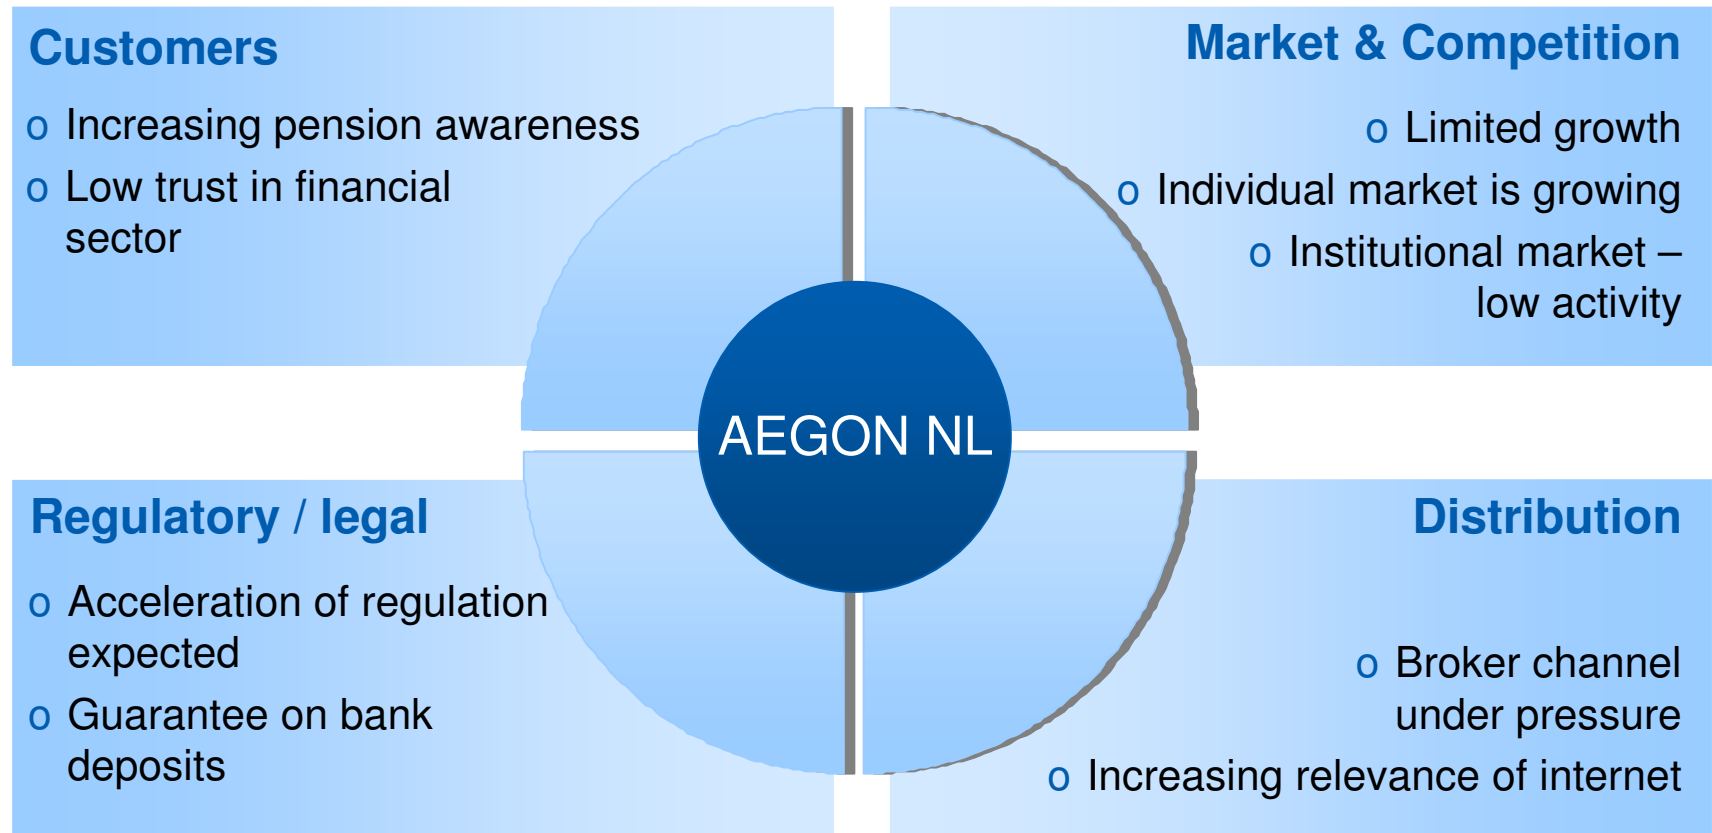 Customers
o Increasing pension awareness
o Low trust in financial
sector
Market & Competition
o Limited growth
o Individual market is growing
o Institutional market –
low activity
AEGON NL
Regulatory / legal
o Acceleration of regulation
expected
o Guarantee on bank
deposits
Distribution
o Broker channel
under pressure
o Increasing relevance of internet